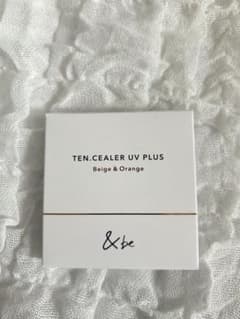 TEN.CEALER UV PLUS
Beige & Orange
&be